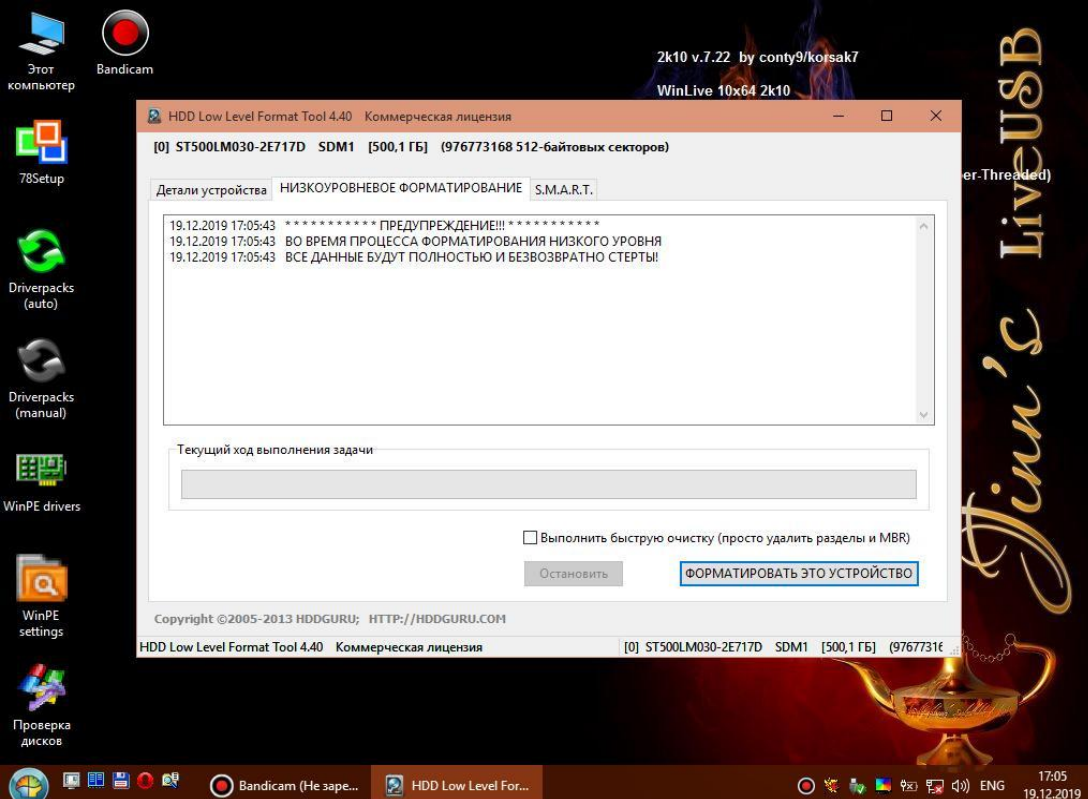 Этот
компьютер
Bandicam
78Setup
Driverpacks
(auto)
Driverpacks
(manual)
WinPE drivers
WinPE
settings
Проверка
дисков
2k10 v.7.22 by conty9/korsak7
WinLive 10x64 2k10
er-Threaded)
Jinn's LiveUSB
HDD Low Level Format Tool 4.40 Коммерческая лицензия
[0] ST500LM030-2E717D SDM1 [500,1 ГБ] (976773168 512-байтовых секторов)
Детали устройства НИЗКОУРОВНЕВОЕ ФОРМАТИРОВАНИЕ S.M.A.R.T.
19.12.2019 17:05:43 * * * * * * * * * * * ПРЕДУПРЕЖДЕНИЕ!!! * * * * * * * * * * *
19.12.2019 17:05:43 ВО ВРЕМЯ ПРОЦЕССА ФОРМАТИРОВАНИЯ НИЗКОГО УРОВНЯ
19.12.2019 17:05:43 ВСЕ ДАННЫЕ БУДУТ ПОЛНОСТЬЮ И БЕЗВОЗВРАТНО СТЕРТЫ!
Текущий ход выполнения задачи
Выполнить быструю очистку (просто удалить разделы и MBR)
Остановить ФОРМАТИРОВАТЬ ЭТО УСТРОЙСТВО
Copyright ©2005-2013 HDDGURU; HTTP://HDDGURU.COM
HDD Low Level Format Tool 4.40 Коммерческая лицензия [0] ST500LM030-2E717D SDM1 [500,1 ГБ] (9767731
Bandicam (Не заре... HDD Low Level For... ENG 17:05
19.12.2019